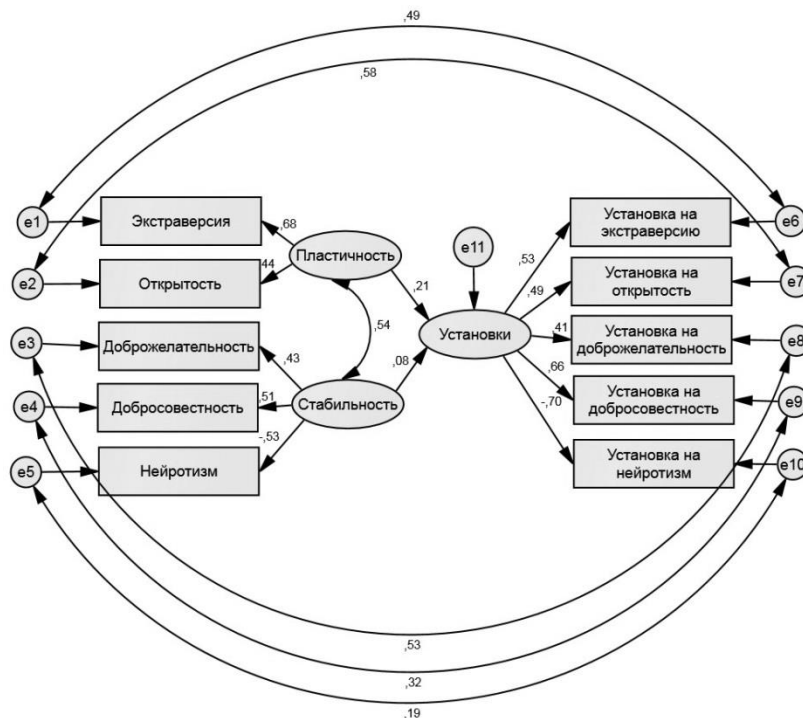 ,49
,58
e1
Экстраверсия
,68
Пластичность
e11
,53
Установка на
экстраверсию
e6
e2
Открытость
,44
,21
,49
Установка на
открытость
e7
,54
Установки
e3
Доброжелательность
,43
,08
,41
Установка на
доброжелательность
e8
e4
Добросовестность
,51
Стабильность
,66
Установка на
добросовестность
e9
-,53
-,70
e5
Нейротизм
Установка на
нейротизм
e10
,53
,32
,19